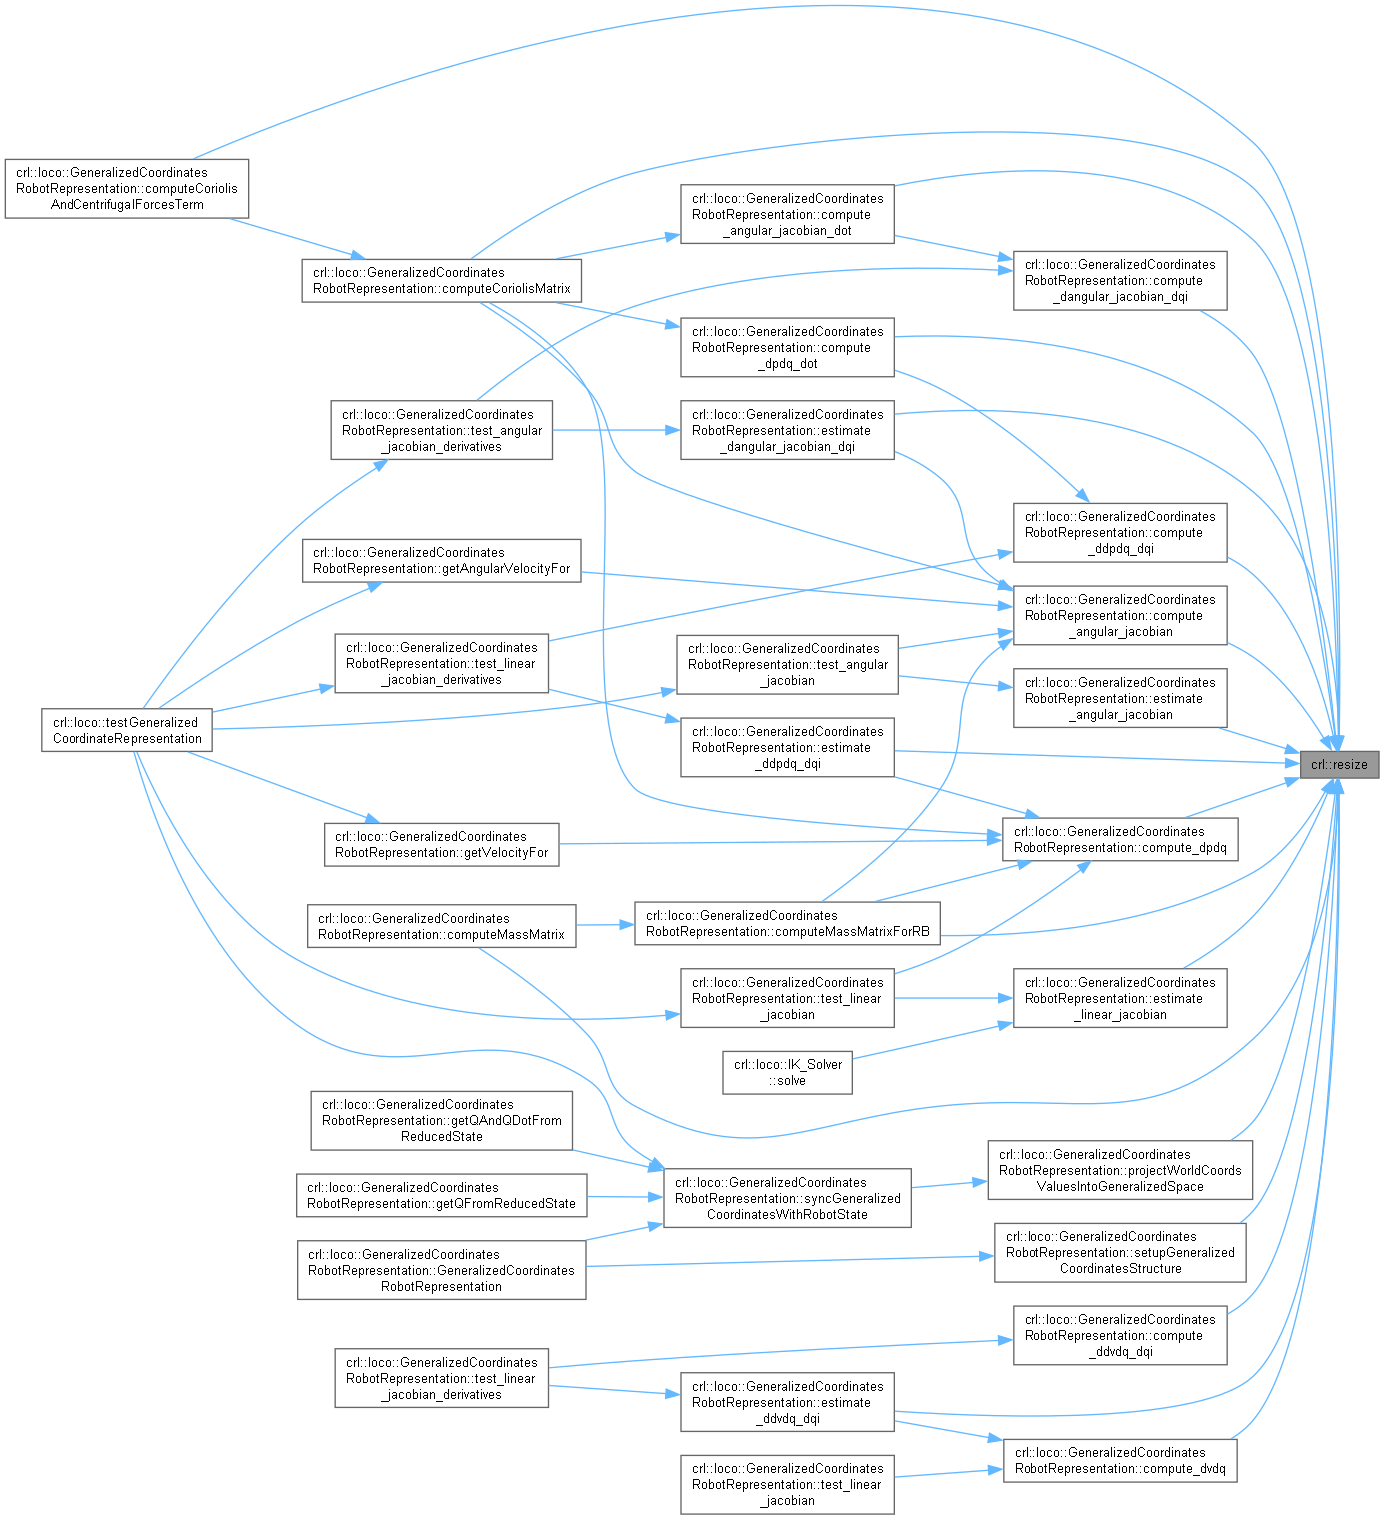 crl::loco::GeneralizedCoordinates
RobotRepresentation::computeCoriolis
AndCentrifugalForcesTerm
crl::loco::GeneralizedCoordinates
RobotRepresentation::compute
_angular_jacobian_dot
crl::loco::GeneralizedCoordinates
RobotRepresentation::computeCoriolisMatrix
crl::loco::GeneralizedCoordinates
RobotRepresentation::compute
_dangular_jacobian_dqi
crl::loco::GeneralizedCoordinates
RobotRepresentation::compute
_dpdq_dot
crl::loco::GeneralizedCoordinates
RobotRepresentation::test_angular
_jacobian_derivatives
crl::loco::GeneralizedCoordinates
RobotRepresentation::estimate
_dangular_jacobian_dqi
crl::loco::GeneralizedCoordinates
RobotRepresentation::compute
_ddpdq_dqi
crl::loco::GeneralizedCoordinates
RobotRepresentation::getAngularVelocityFor
crl::loco::GeneralizedCoordinates
RobotRepresentation::compute
_angular_jacobian
crl::loco::GeneralizedCoordinates
RobotRepresentation::test_linear
_jacobian_derivatives
crl::loco::GeneralizedCoordinates
RobotRepresentation::test_angular
_jacobian
crl::loco::GeneralizedCoordinates
RobotRepresentation::estimate
_angular_jacobian
crl::loco::testGeneralized
CoordinateRepresentation
crl::loco::GeneralizedCoordinates
RobotRepresentation::estimate
_ddpdq_dqi
crl::resize
crl::loco::GeneralizedCoordinates
RobotRepresentation::getVelocityFor
crl::loco::GeneralizedCoordinates
RobotRepresentation::compute_dpdq
crl::loco::GeneralizedCoordinates
RobotRepresentation::computeMassMatrix
crl::loco::GeneralizedCoordinates
RobotRepresentation::computeMassMatrixForRB
crl::loco::GeneralizedCoordinates
RobotRepresentation::test_linear
_jacobian
crl::loco::GeneralizedCoordinates
RobotRepresentation::estimate
_linear_jacobian
crl::loco::IK_Solver
::solve
crl::loco::GeneralizedCoordinates
RobotRepresentation::getQAndQDotFrom
ReducedState
crl::loco::GeneralizedCoordinates
RobotRepresentation::projectWorldCoords
ValuesIntoGeneralizedSpace
crl::loco::GeneralizedCoordinates
RobotRepresentation::getQFromReducedState
crl::loco::GeneralizedCoordinates
RobotRepresentation::syncGeneralized
CoordinatesWithRobotState
crl::loco::GeneralizedCoordinates
RobotRepresentation::GeneralizedCoordinates
RobotRepresentation
crl::loco::GeneralizedCoordinates
RobotRepresentation::setupGeneralized
CoordinatesStructure
crl::loco::GeneralizedCoordinates
RobotRepresentation::compute
_ddvdq_dqi
crl::loco::GeneralizedCoordinates
RobotRepresentation::test_linear
_jacobian_derivatives
crl::loco::GeneralizedCoordinates
RobotRepresentation::estimate
_ddvdq_dqi
crl::loco::GeneralizedCoordinates
RobotRepresentation::compute_dvdq
crl::loco::GeneralizedCoordinates
RobotRepresentation::test_linear
_jacobian